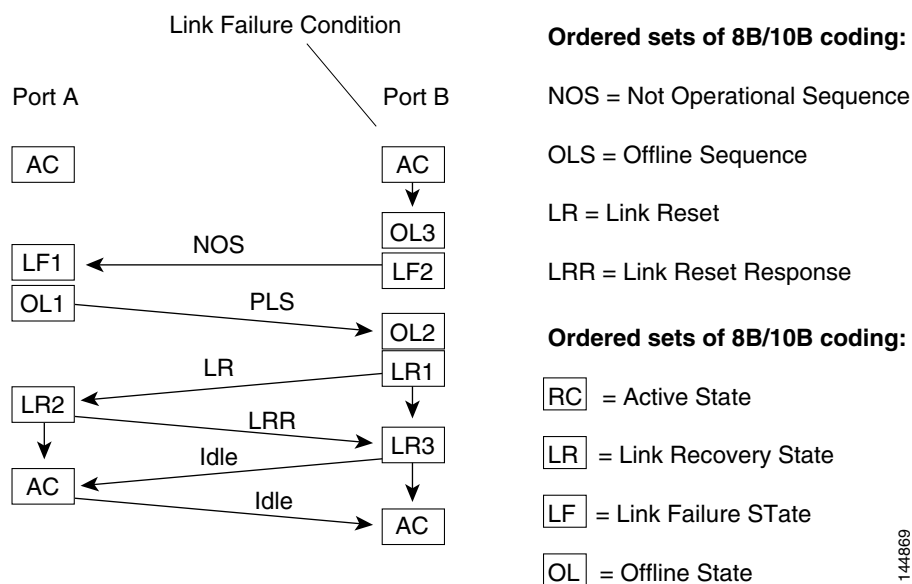 Link Failure Condition
Port A
Port B
AC
AC
OL3
NOS
LF1
LF2
OL1
PLS
OL2
LR
LR1
LR2
LRR
LR3
Idle
AC
Idle
AC
Ordered sets of 8B/10B coding:
NOS = Not Operational Sequence
OLS = Offline Sequence
LR = Link Reset
LRR = Link Reset Response
Ordered sets of 8B/10B coding:
RC = Active State
LR = Link Recovery State
LF = Link Failure STate
OL = Offline State
144869